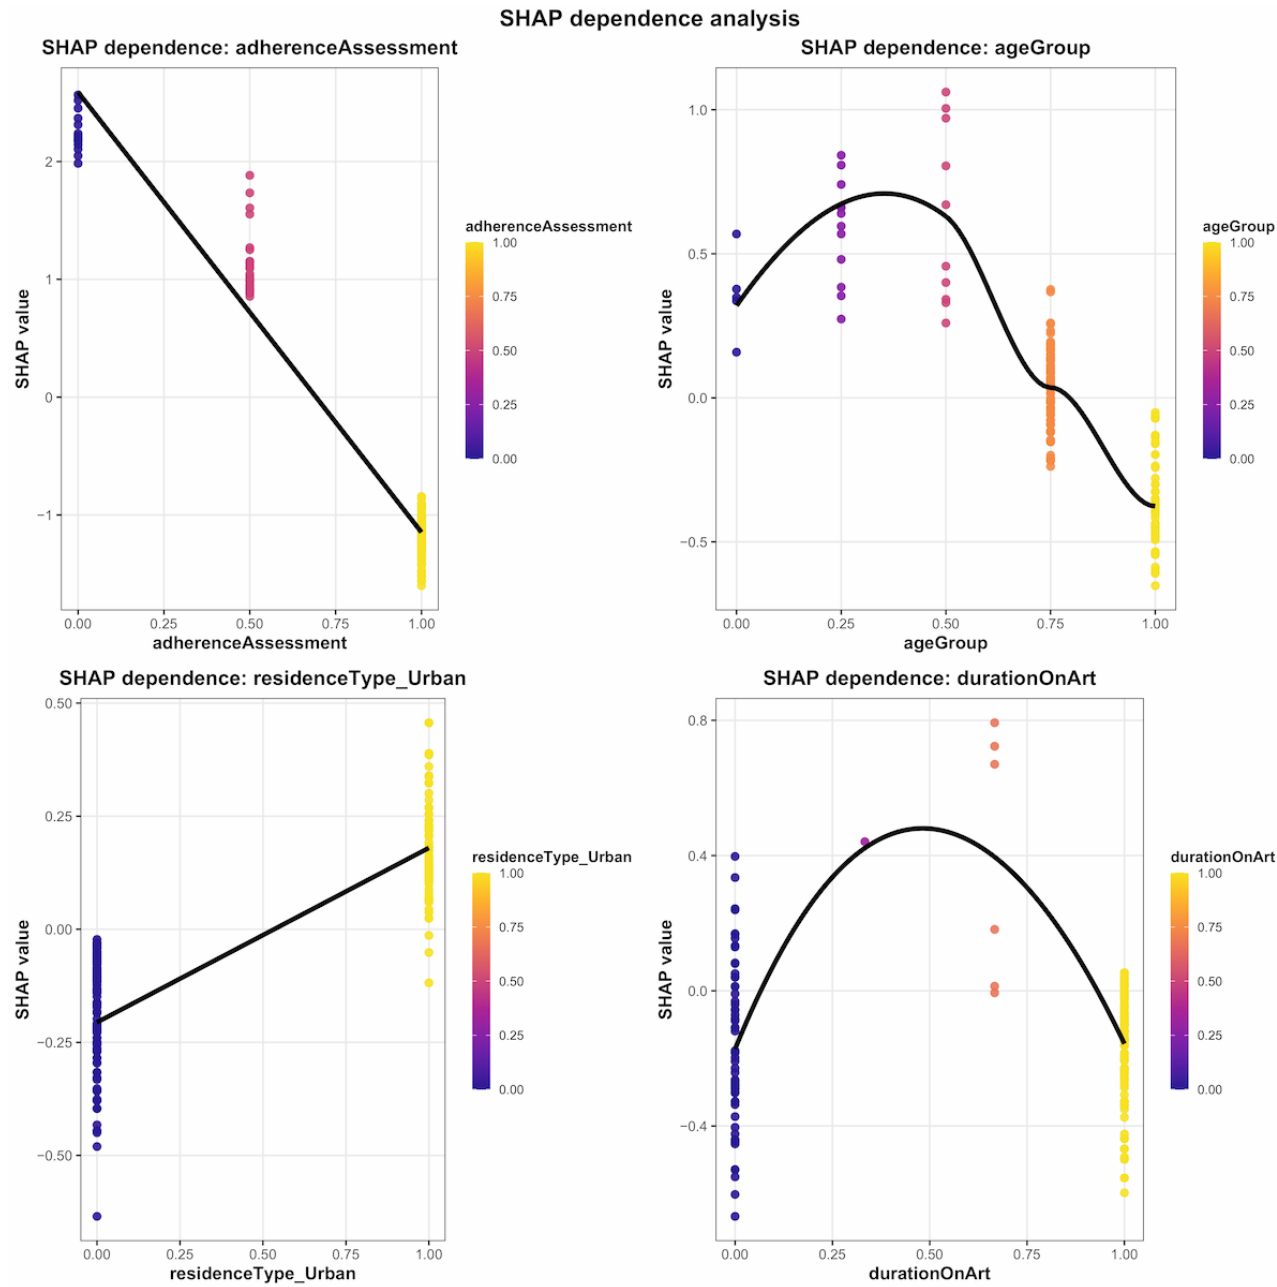 SHAP dependence analysis
SHAP dependence: adherenceAssessment
SHAP value
2
1
0
−1
0.00 0.25 0.50 0.75 1.00
adherenceAssessment
adherenceAssessment
1.00
0.75
0.50
0.25
0.00
SHAP dependence: ageGroup
SHAP value
1.0
0.5
0.0
−0.5
0.00 0.25 0.50 0.75 1.00
ageGroup
ageGroup
1.00
0.75
0.50
0.25
0.00
SHAP dependence: residenceType_Urban
SHAP value
0.50
0.25
0.00
−0.25
−0.50
0.00 0.25 0.50 0.75 1.00
residenceType_Urban
residenceType_Urban
1.00
0.75
0.50
0.25
0.00
SHAP dependence: durationOnArt
SHAP value
0.8
0.4
0.0
−0.4
0.00 0.25 0.50 0.75 1.00
durationOnArt
durationOnArt
1.00
0.75
0.50
0.25
0.00